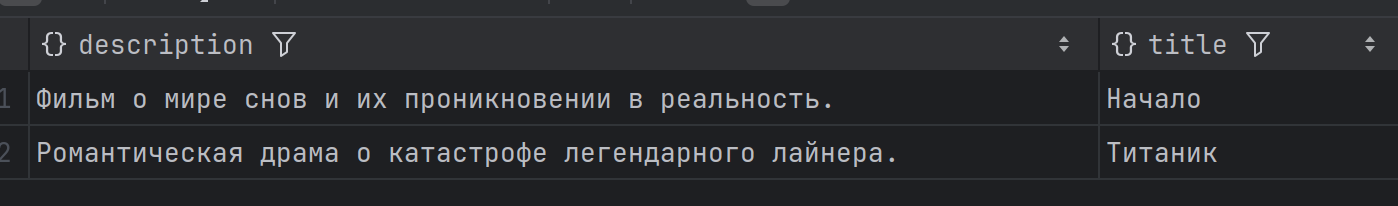 {} description {} title
1 Фильм о мире снов и их проникновении в реальность. Начало
2 Романтическая драма о катастрофе легендарного лайнера. Титаник